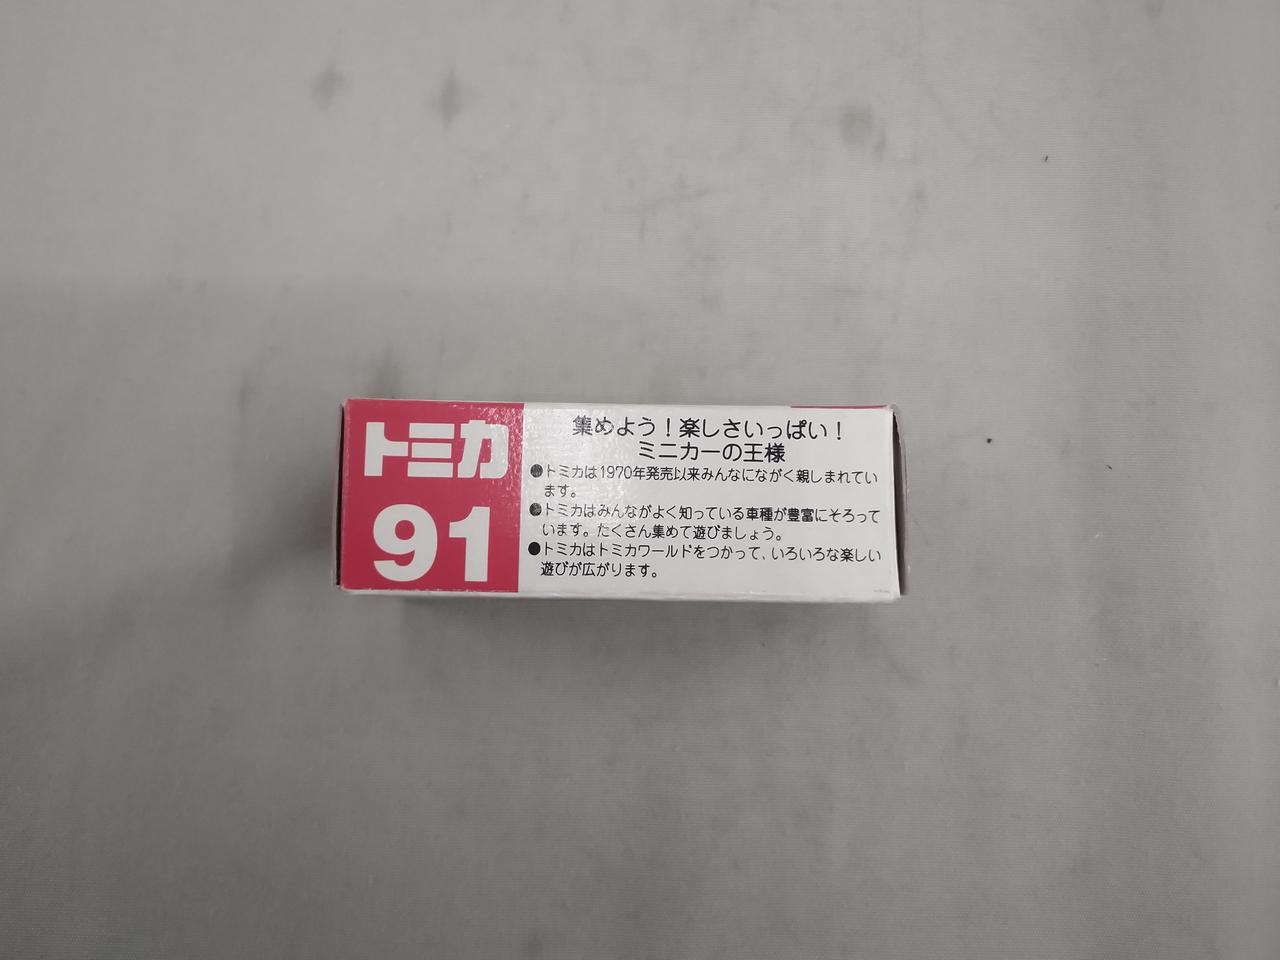 トミカ
91
集めよう！楽しさいっぱい！
ミニカーの王様
●トミカは1970年発売以来みんなにながく親しまれてい
ます。
●トミカはみんながよく知っている車種が豊富にそろって
います。たくさん集めて遊びましょう。
●トミカはトミカワールドをつかって、いろいろな楽しい
遊びが広がります。